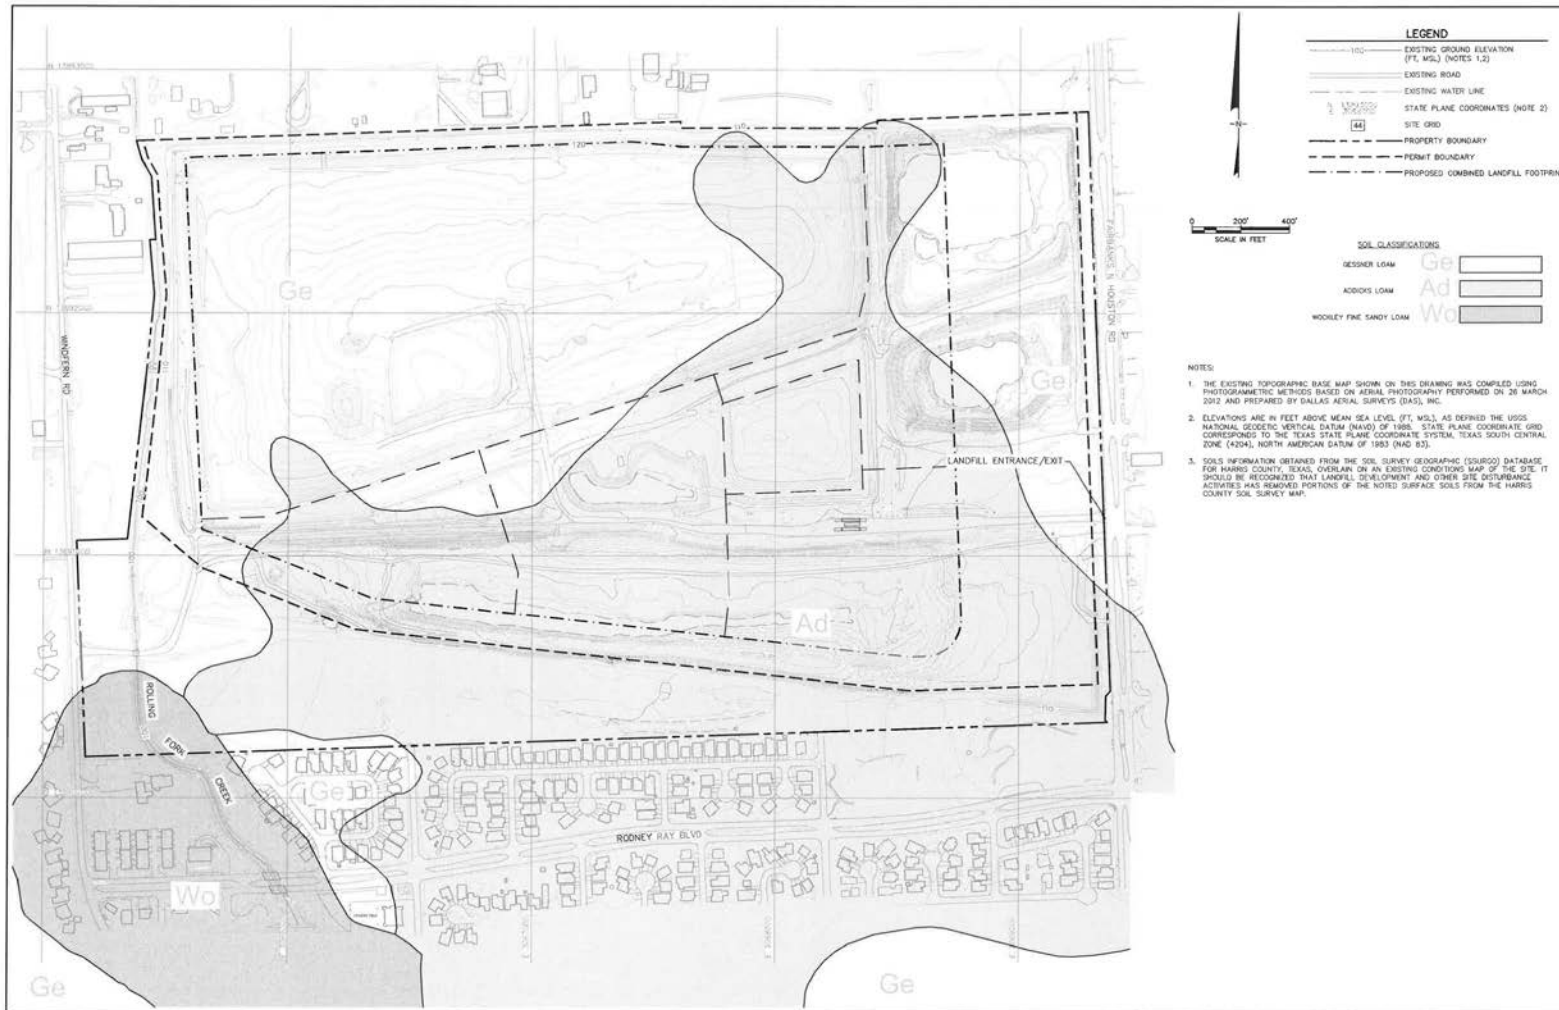 LEGEND
100
EXISTING GROUND ELEVATION
(FT, MSL) (NOTES 1,2)
EXISTING ROAD
EXISTING WATER LINE
STATE PLANE COORDINATES (NOTE 2)
44
SITE GRID
PROPERTY BOUNDARY
PERMIT BOUNDARY
PROPOSED COMBINED LANDFILL FOOTPRIN
-N-
0 200' 400'
SCALE IN FEET
SOIL CLASSIFICATIONS
GESSNER LOAM Ge
ADDICKS LOAM Ad
WOCKLEY FINE SANDY LOAM Wo
NOTES:
1. THE EXISTING TOPOGRAPHIC BASE MAP SHOWN ON THIS DRAWING WAS COMPILED USING
PHOTOGRAMMETRIC METHODS BASED ON AERIAL PHOTOGRAPHY PERFORMED ON 26 MARCH
2012 AND PREPARED BY DALLAS AERIAL SURVEYS (DAS), INC.
2. ELEVATIONS ARE IN FEET ABOVE MEAN SEA LEVEL (FT, MSL), AS DEFINED THE USGS
NATIONAL GEODETIC VERTICAL DATUM (NAVD) OF 1988. STATE PLANE COORDINATE GRID
CORRESPONDS TO THE TEXAS STATE PLANE COORDINATE SYSTEM, TEXAS SOUTH CENTRAL
ZONE (4204), NORTH AMERICAN DATUM OF 1983 (NAD 83).
3. SOILS INFORMATION OBTAINED FROM THE SOIL SURVEY GEOGRAPHIC (SSURGO) DATABASE
FOR HARRIS COUNTY, TEXAS, OVERLAIN ON AN EXISTING CONDITIONS MAP OF THE SITE. IT
SHOULD BE RECOGNIZED THAT LANDFILL DEVELOPMENT AND OTHER SITE DISTURBANCE
ACTIVITIES HAS REMOVED PORTIONS OF THE NOTED SURFACE SOILS FROM THE HARRIS
COUNTY SOIL SURVEY MAP.
110
120
FAIRBANKS N HOUSTON RD
Ge
WINDFERN RD
Ge
LANDFILL ENTRANCE/EXIT
Ad
ROLLING
FORK
CREEK
110
Ge
RODNEY RAY BLVD
Wo
Ge
Ge